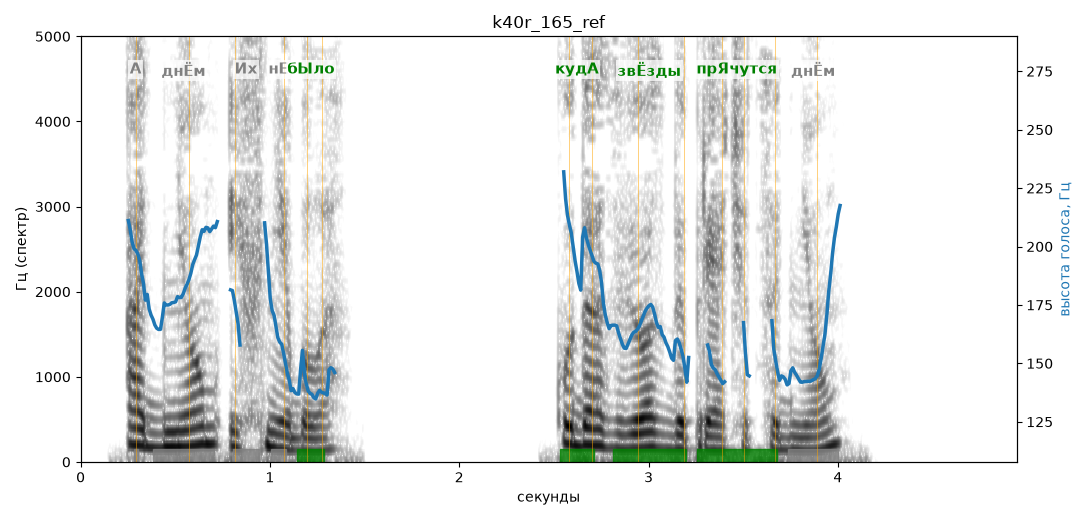 k40r_165_ref
5000
4000
3000
2000
1000
0
Гц (спектр)
А днЁм Их нЕ бЫло кудА звЁзды прЯчутся днЁм
275
250
225
200
175
150
125
высота голоса, Гц
0 1 2 3 4
секунды